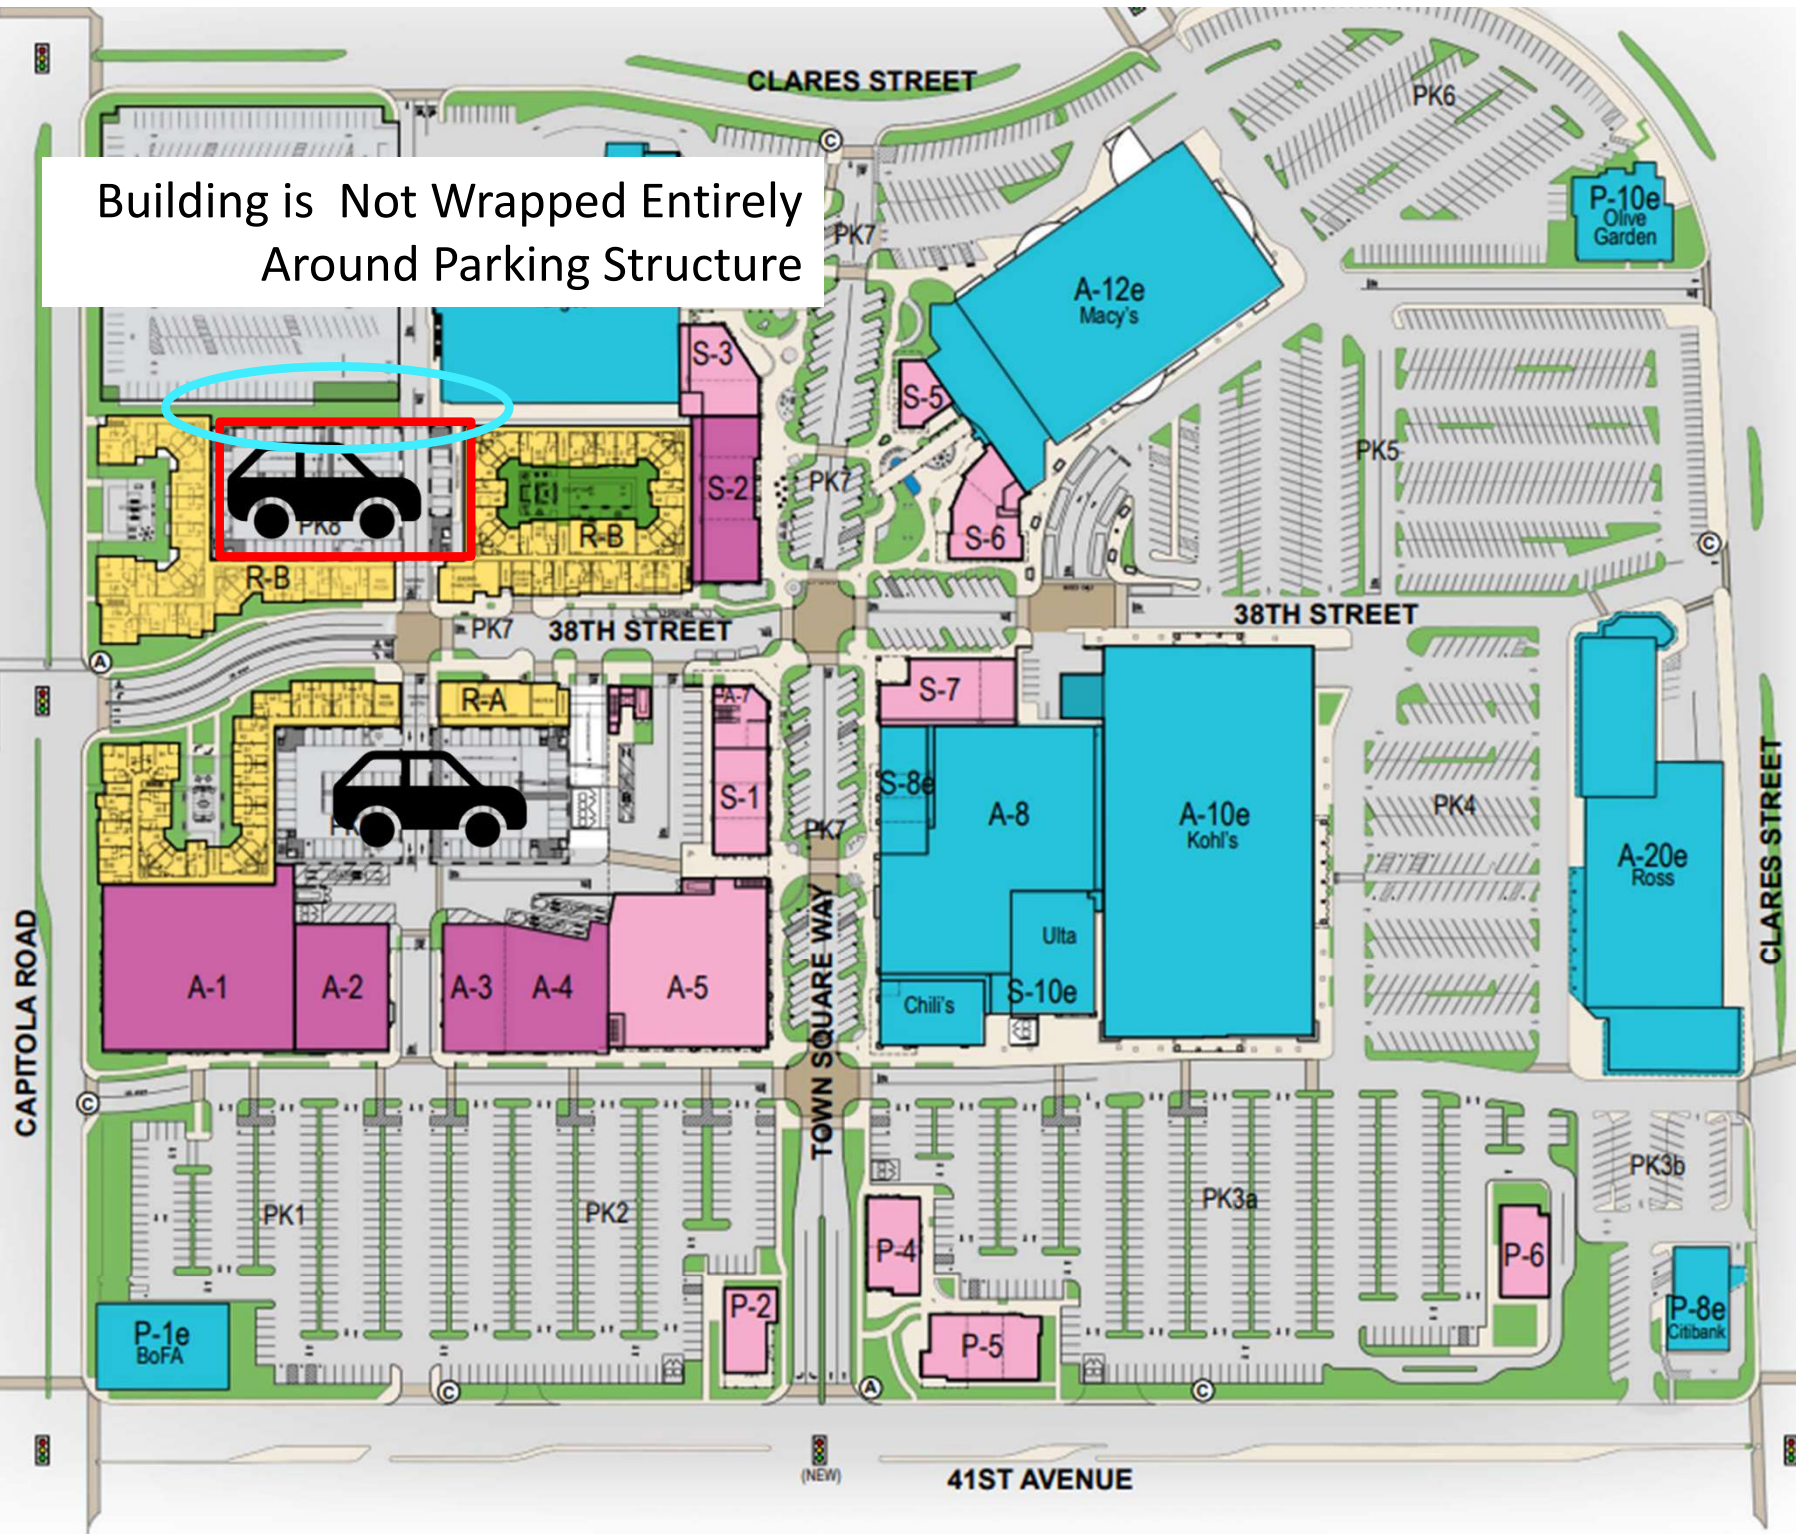 CLARES STREET
PK6
Building is  Not Wrapped Entirely
Around Parking Structure
PK7
P-10e
Olive
Garden
A-12e
Macy's
S-3
S-5
PK5
PK7
S-2
S-6
PK8
R-B
R-B
PK7
38TH STREET
38TH STREET
R-A
S-7
A-7
S-8e
S-1
A-8
A-10e
Kohl's
PK4
PK7
A-20e
Ross
CLARES STREET
CAPITOLA ROAD
TOWN SQUARE WAY
A-1
A-2
A-3
A-4
A-5
Ulta
S-10e
Chili's
PK1
PK2
PK3a
PK3b
P-4
P-6
P-2
P-5
P-1e
BoFA
P-8e
Citibank
A
C
C
C
C
A
C
(NEW)
41ST AVENUE